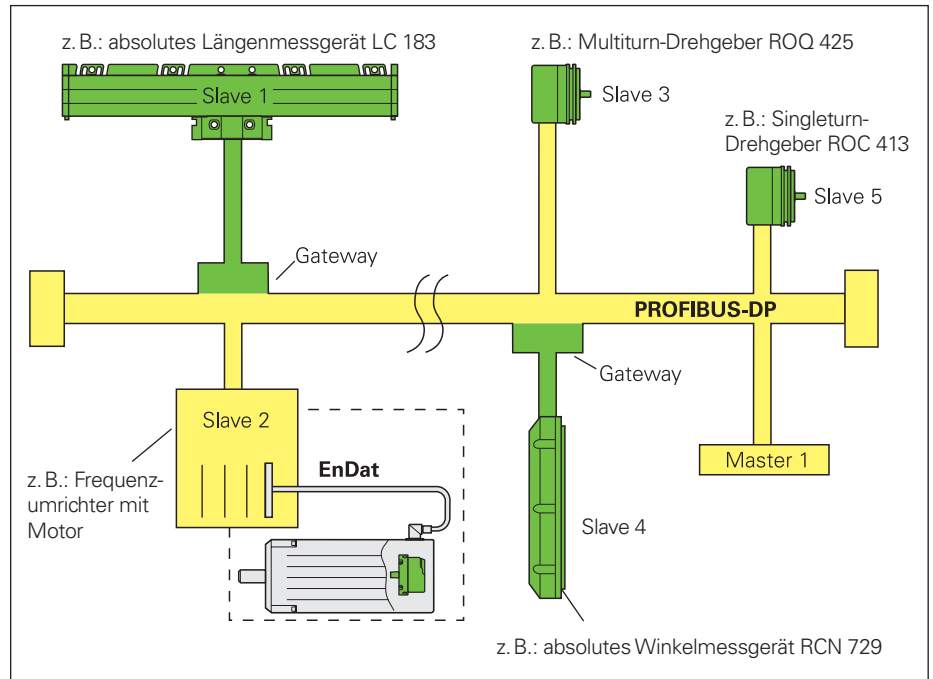 z. B.: absolutes Längenmessgerät LC 183
Slave 1
z. B.: Multiturn-Drehgeber ROQ 425
Slave 3
z. B.: Singleturn-
Drehgeber ROC 413
Slave 5
Gateway
PROFIBUS-DP
Gateway
Slave 2
Master 1
z. B.: Frequenz-
umrichter mit
Motor
EnDat
Slave 4
z. B.: absolutes Winkelmessgerät RCN 729